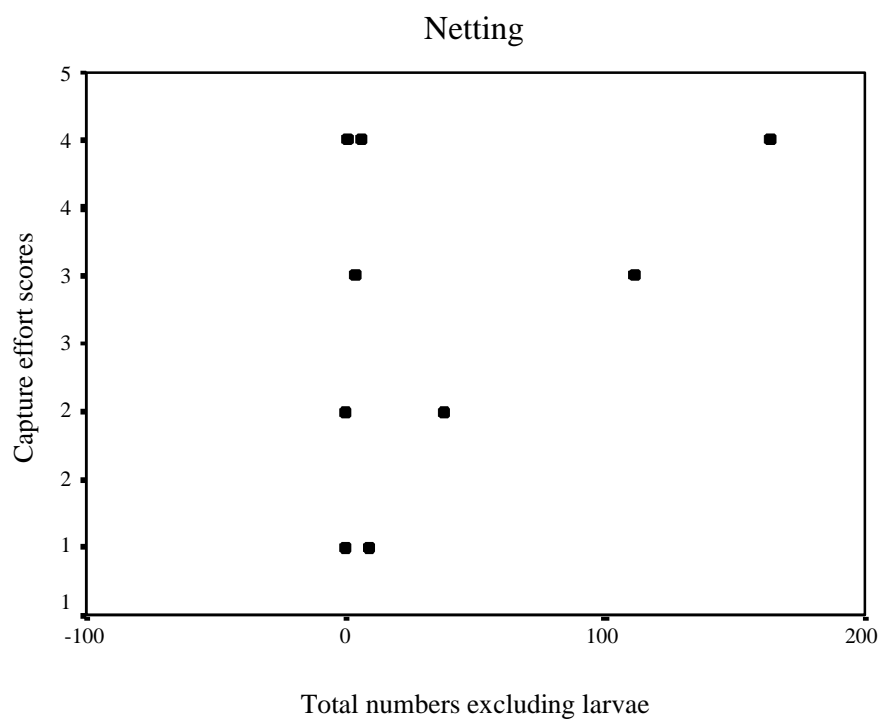 Netting
5
4
4
3
3
2
2
1
1
Capture effort scores
-100 0 100 200
Total numbers excluding larvae